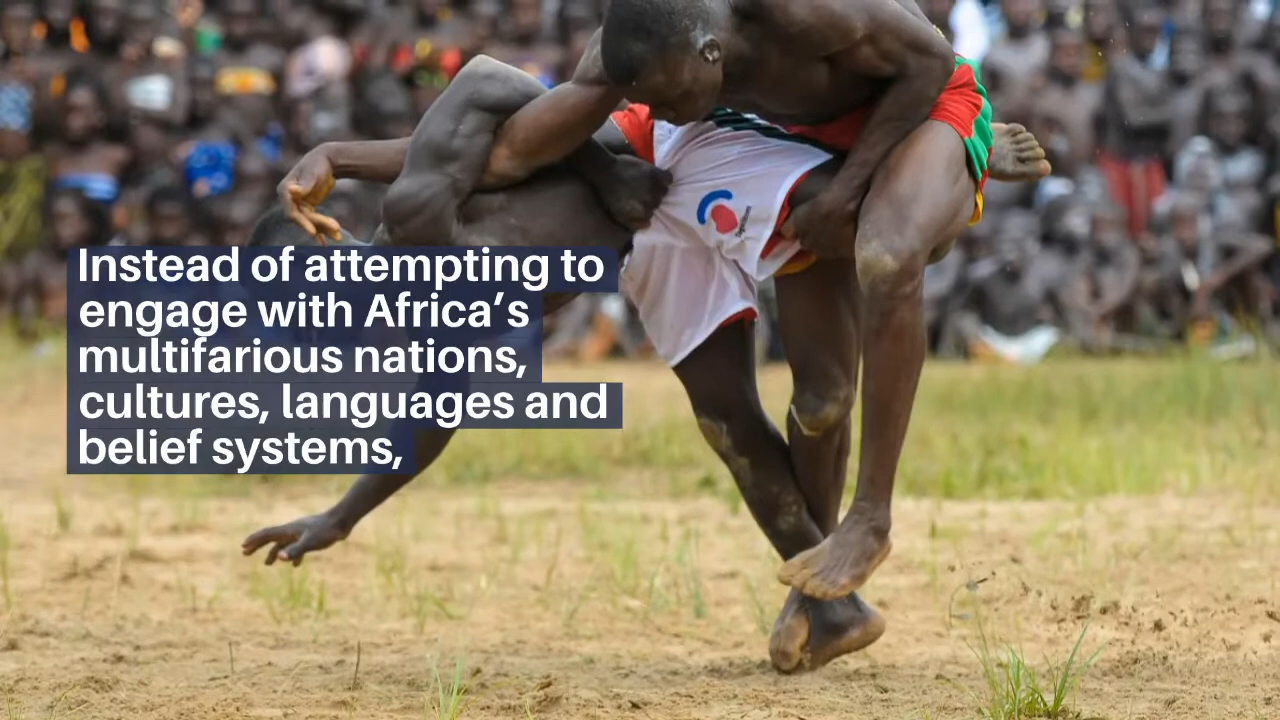 Instead of attempting to
engage with Africa’s
multifarious nations,
cultures, languages and
belief systems,